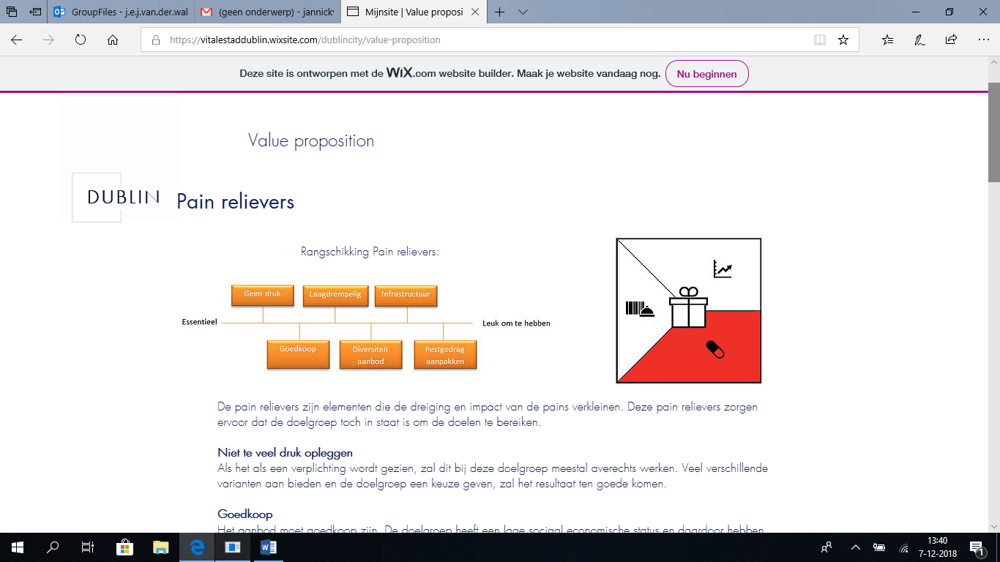 GroupFiles - j.e.j.van.der.wal
(geen onderwerp) - jannick
Mijnsite | Value proposi
https://vitalestaddublin.wixsite.com/dublincity/value-proposition
Deze site is ontworpen met de WiX.com website builder. Maak je website vandaag nog.
Nu beginnen
Value proposition
DUBLIN
Pain relievers
Rangschikking Pain relievers:
Geen druk
Laagdrempelig
Infrastructuur
Essentieel
Leuk om te hebben
Goedkoop
Diversiteit
aanbod
Pestgedrag
aanpakken
De pain relievers zijn elementen die de dreiging en impact van de pains verkleinen. Deze pain relievers zorgen
ervoor dat de doelgroep toch in staat is om de doelen te bereiken.
Niet te veel druk opleggen
Als het als een verplichting wordt gezien, zal dit bij deze doelgroep meestal averechts werken. Veel verschillende
varianten aan bieden en de doelgroep een keuze geven, zal het resultaat ten goede komen.
Goedkoop
Het aanbod moet goedkoop zijn. De doelgroep heeft een lage sociaal economische status en daardoor hebben
13:40
7-12-2018
1